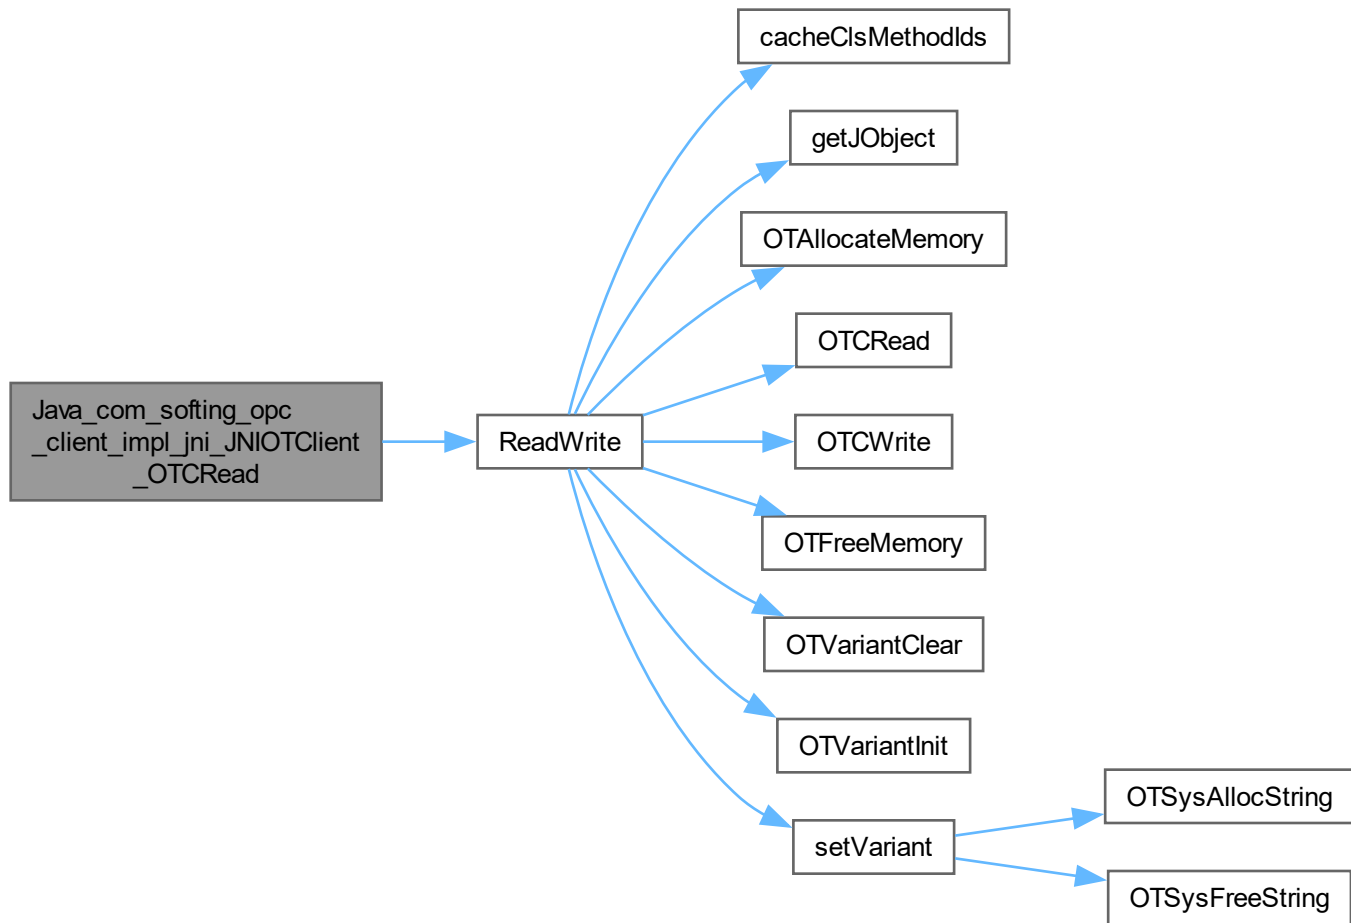 Java_com_softing_opc
_client_impl_jni_JNIOTClient
_OTCRead
ReadWrite
cacheClsMethodIds
getJObject
OTAllocateMemory
OTCRead
OTCWrite
OTFreeMemory
OTVariantClear
OTVariantInit
setVariant
OTSysAllocString
OTSysFreeString